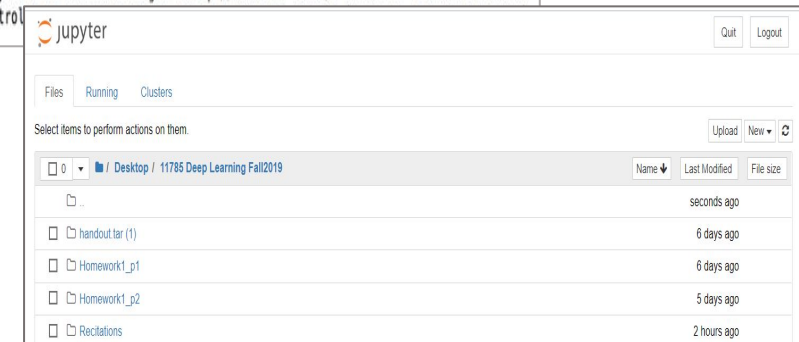 trol
jupyter
Quit Logout
Files Running Clusters
Select items to perform actions on them.
Upload New
0 / Desktop / 11785 Deep Learning Fall2019 Name Last Modified File size
.. seconds ago
handout.tar (1) 6 days ago
Homework1_p1 6 days ago
Homework1_p2 5 days ago
Recitations 2 hours ago